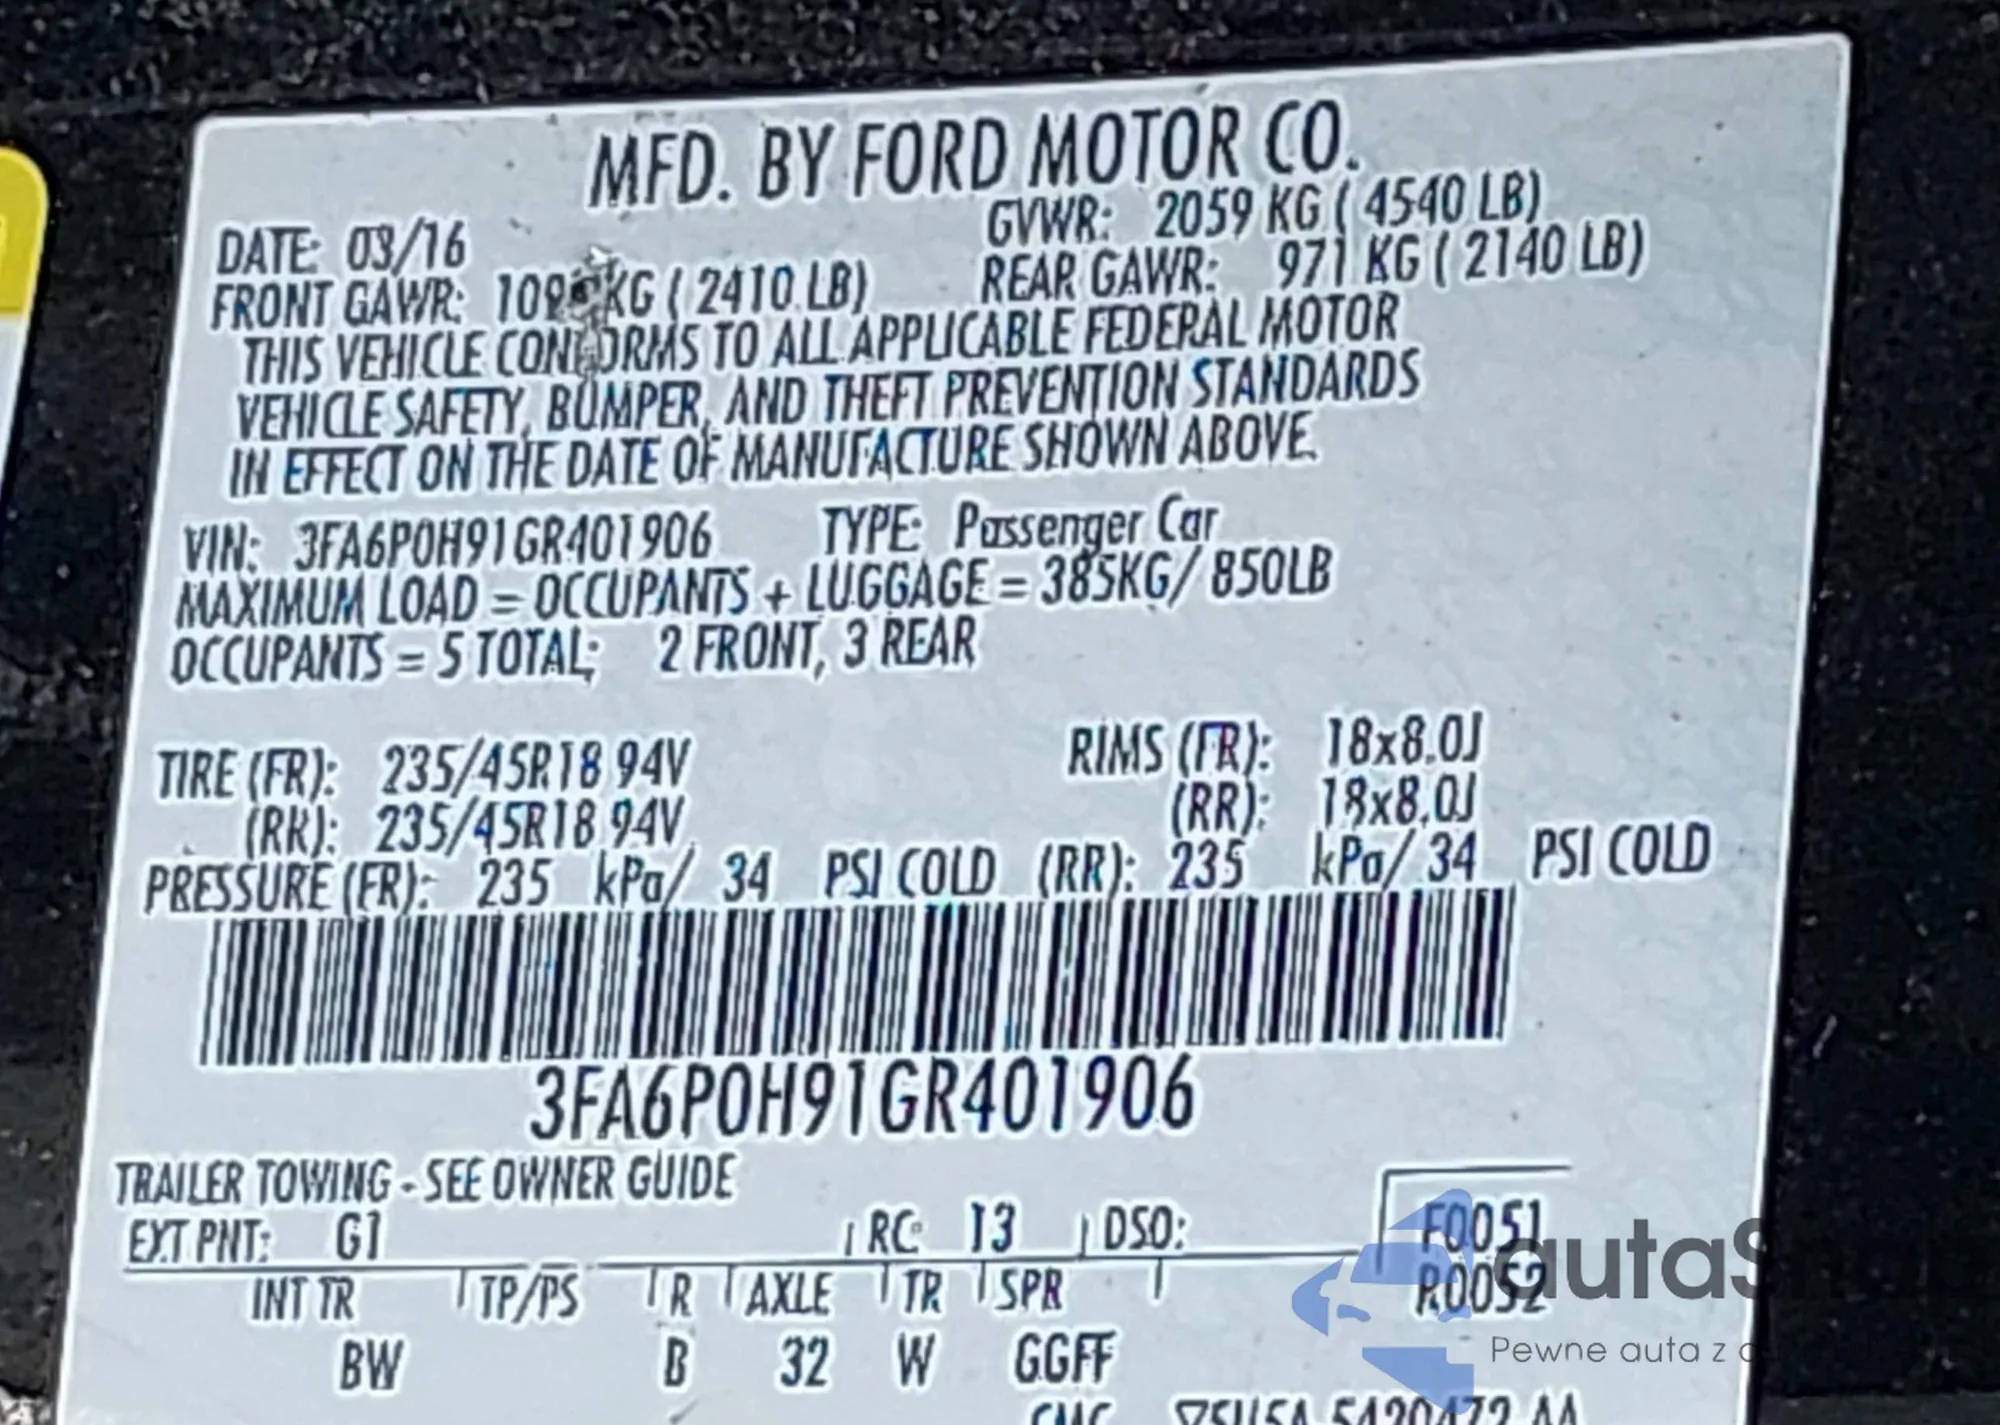 MFD. BY FORD MOTOR CO.
DATE: 03/16 GVWR: 2059 KG ( 4540 LB)
FRONT GAWR: KG ( 2410 LB) REAR GAWR: 971 KG ( 2140 LB)
THIS VEHICLE CONFORMS TO ALL APPLICABLE FEDERAL MOTOR
VEHICLE SAFETY, BUMPER, AND THEFT PREVENTION STANDARDS
IN EFFECT ON THE DATE OF MANUFACTURE SHOWN ABOVE.
VIN: 3FA6P0H91GR401906 TYPE: Passenger Car
MAXIMUM LOAD = OCCUPANTS + LUGGAGE = 385KG/ 850LB
OCCUPANTS = 5 TOTAL; 2 FRONT, 3 REAR
TIRE (FR): 235/45R18 94V RIMS (FR): 18x8.0J
(RR): 235/45R18 94V (RR): 18x8.0J
PRESSURE (FR): 235 kPa/ 34 PSI COLD (RR): 235 kPa/ 34 PSI COLD
3FA6P0H91GR401906
TRAILER TOWING - SEE OWNER GUIDE
EXT PNT: G1 RC: 13 DSO: F0051
R0052
INT TR TP/PS R AXLE TR SPR
BW B 32 W GGFF
Pewne auta z